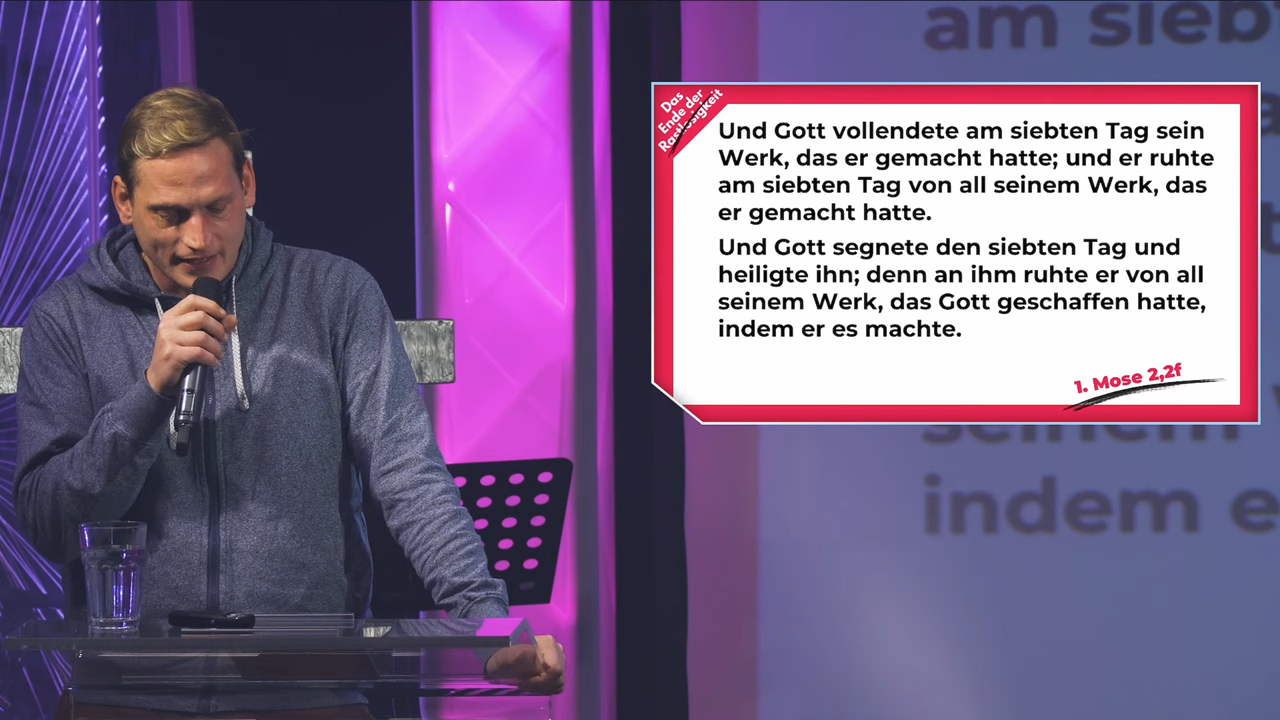 Das
Ende der
Rastlosigkeit
Und Gott vollendete am siebten Tag sein
Werk, das er gemacht hatte; und er ruhte
am siebten Tag von all seinem Werk, das
er gemacht hatte.
Und Gott segnete den siebten Tag und
heiligte ihn; denn an ihm ruhte er von all
seinem Werk, das Gott geschaffen hatte,
indem er es machte.
1. Mose 2,2f
am siebt
seinem
indem e